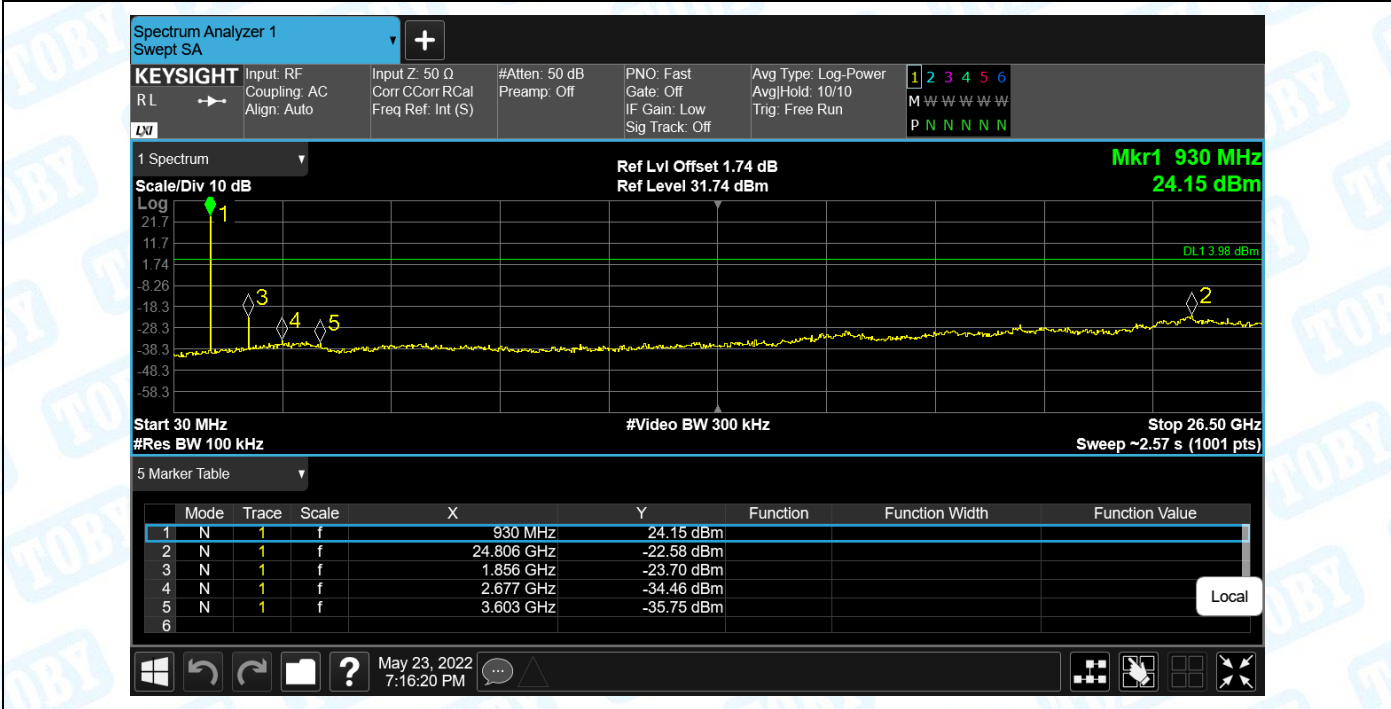 Spectrum Analyzer 1
Swept SA
KEYSIGHT Input: RF Input Z: 50 Ω #Atten: 50 dB PNO: Fast Avg Type: Log-Power 1 2 3 4 5 6
RL Coupling: AC Corr CCorr RCal Preamp: Off Gate: Off Avg|Hold: 10/10 M W W W W W
Align: Auto Freq Ref: Int (S) IF Gain: Low Trig: Free Run
LXI Sig Track: Off P N N N N N
1 Spectrum Ref Lvl Offset 1.74 dB Mkr1 930 MHz
Scale/Div 10 dB Ref Level 31.74 dBm 24.15 dBm
Log
1
21.7
11.7
DL1 3.98 dBm
1.74
-8.26
3
2
-18.3
4
5
-28.3
-38.3
-48.3
-58.3
Start 30 MHz #Video BW 300 kHz Stop 26.50 GHz
#Res BW 100 kHz Sweep ~2.57 s (1001 pts)
5 Marker Table
Mode Trace Scale X Y Function Function Width Function Value
1 N 1 f 930 MHz 24.15 dBm
2 N 1 f 24.806 GHz -22.58 dBm
3 N 1 f 1.856 GHz -23.70 dBm
4 N 1 f 2.677 GHz -34.46 dBm
5 N 1 f 3.603 GHz -35.75 dBm
Local
6
? May 23, 2022
7:16:20 PM
TOBY